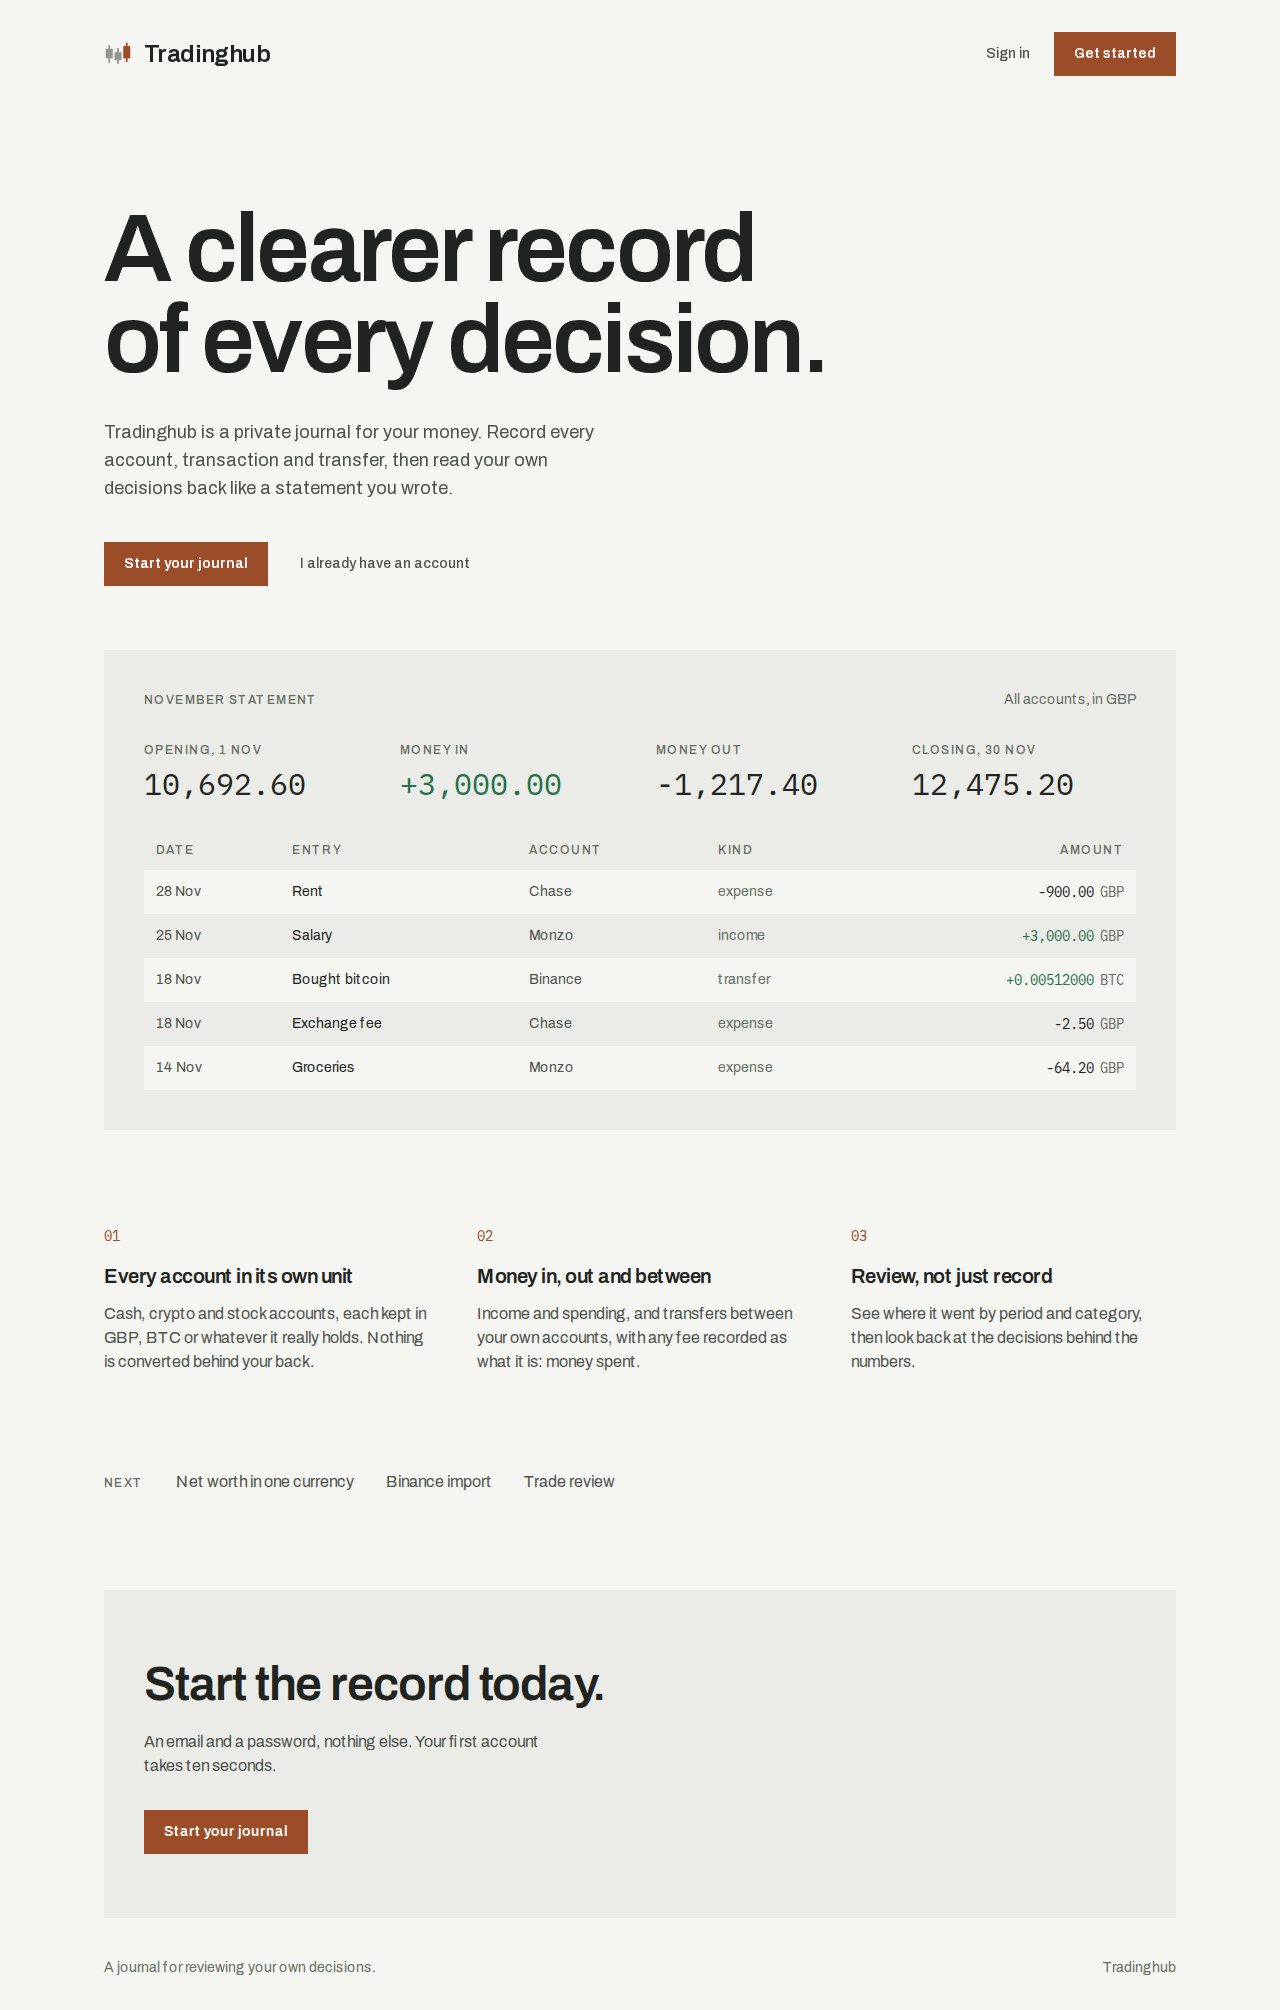 Tradinghub
Sign in
Get started
A clearer record
of every decision.
Tradinghub is a private journal for your money. Record every
account, transaction and transfer, then read your own
decisions back like a statement you wrote.
Start your journal
I already have an account
NOVEMBER STATEMENT
All accounts, in GBP
OPENING, 1 NOV
MONEY IN
MONEY OUT
CLOSING, 30 NOV
10,692.60
+3,000.00
-1,217.40
12,475.20
DATE ENTRY ACCOUNT KIND AMOUNT
28 Nov Rent Chase expense -900.00 GBP
25 Nov Salary Monzo income +3,000.00 GBP
18 Nov Bought bitcoin Binance transfer +0.00512000 BTC
18 Nov Exchange fee Chase expense -2.50 GBP
14 Nov Groceries Monzo expense -64.20 GBP
01
Every account in its own unit
Cash, crypto and stock accounts, each kept in
GBP, BTC or whatever it really holds. Nothing
is converted behind your back.
02
Money in, out and between
Income and spending, and transfers between
your own accounts, with any fee recorded as
what it is: money spent.
03
Review, not just record
See where it went by period and category,
then look back at the decisions behind the
numbers.
NEXT Net worth in one currency Binance import Trade review
Start the record today.
An email and a password, nothing else. Your first account
takes ten seconds.
Start your journal
A journal for reviewing your own decisions.
Tradinghub